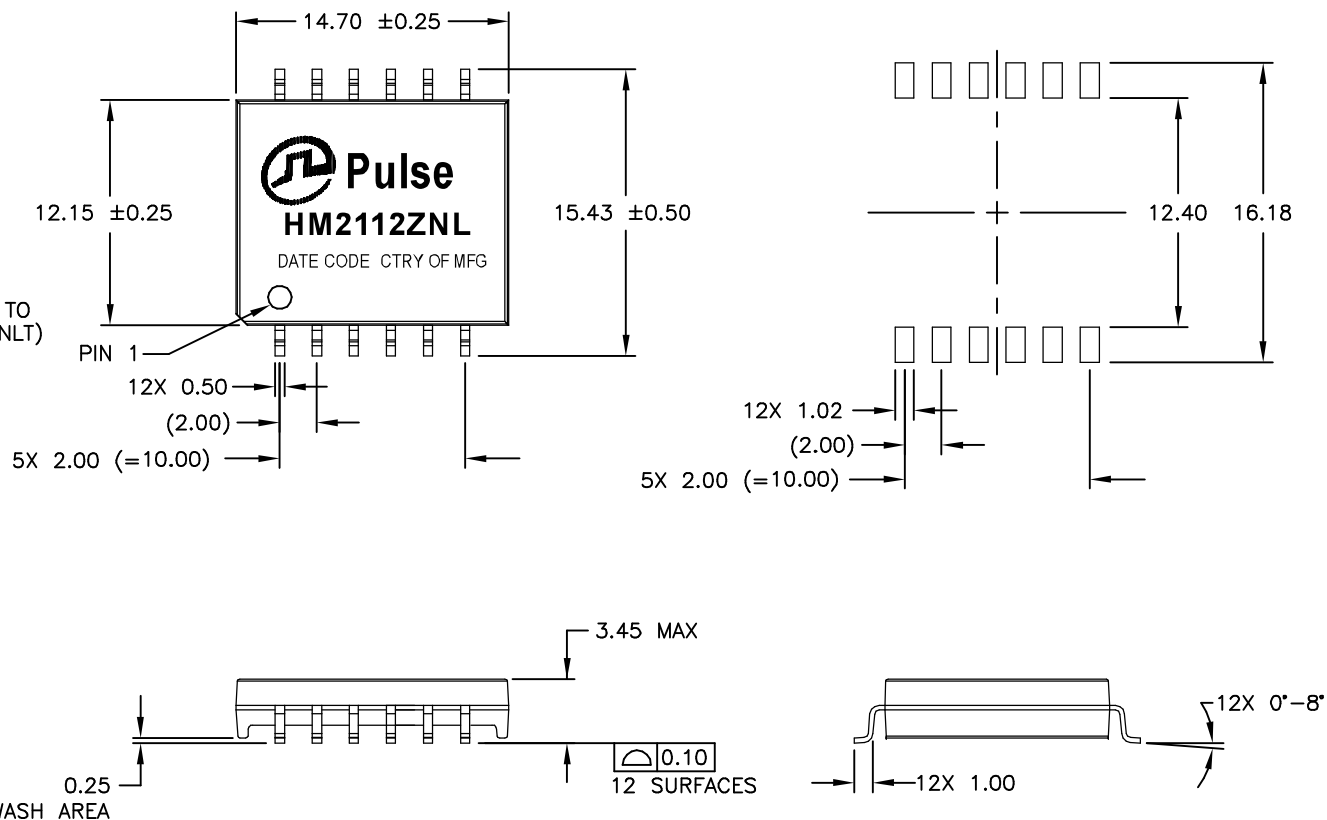 14.70 ±0.25
12.15 ±0.25
Pulse
HM2112ZNL
DATE CODE CTRY OF MFG
15.43 ±0.50
TO
NLT)
PIN 1
12X 0.50
(2.00)
5X 2.00 (=10.00)
12.40
16.18
12X 1.02
(2.00)
5X 2.00 (=10.00)
3.45 MAX
0.25
WASH AREA
0.10
12 SURFACES
12X 0°-8°
12X 1.00